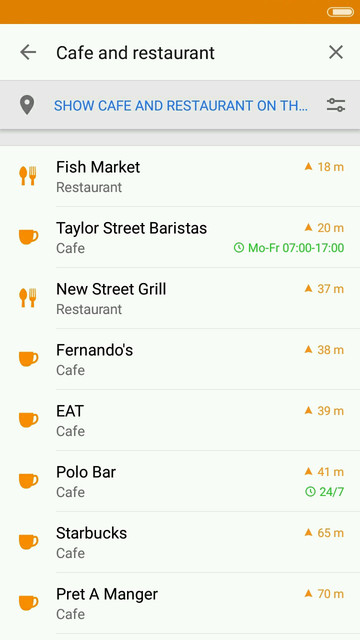 Cafe and restaurant
SHOW CAFE AND RESTAURANT ON TH...
Fish Market
18 m
Restaurant
Taylor Street Baristas
20 m
Cafe
Mo-Fr 07:00-17:00
New Street Grill
37 m
Restaurant
Fernando's
38 m
Cafe
EAT
39 m
Cafe
Polo Bar
41 m
Cafe
24/7
Starbucks
65 m
Cafe
Pret A Manger
70 m
Cafe